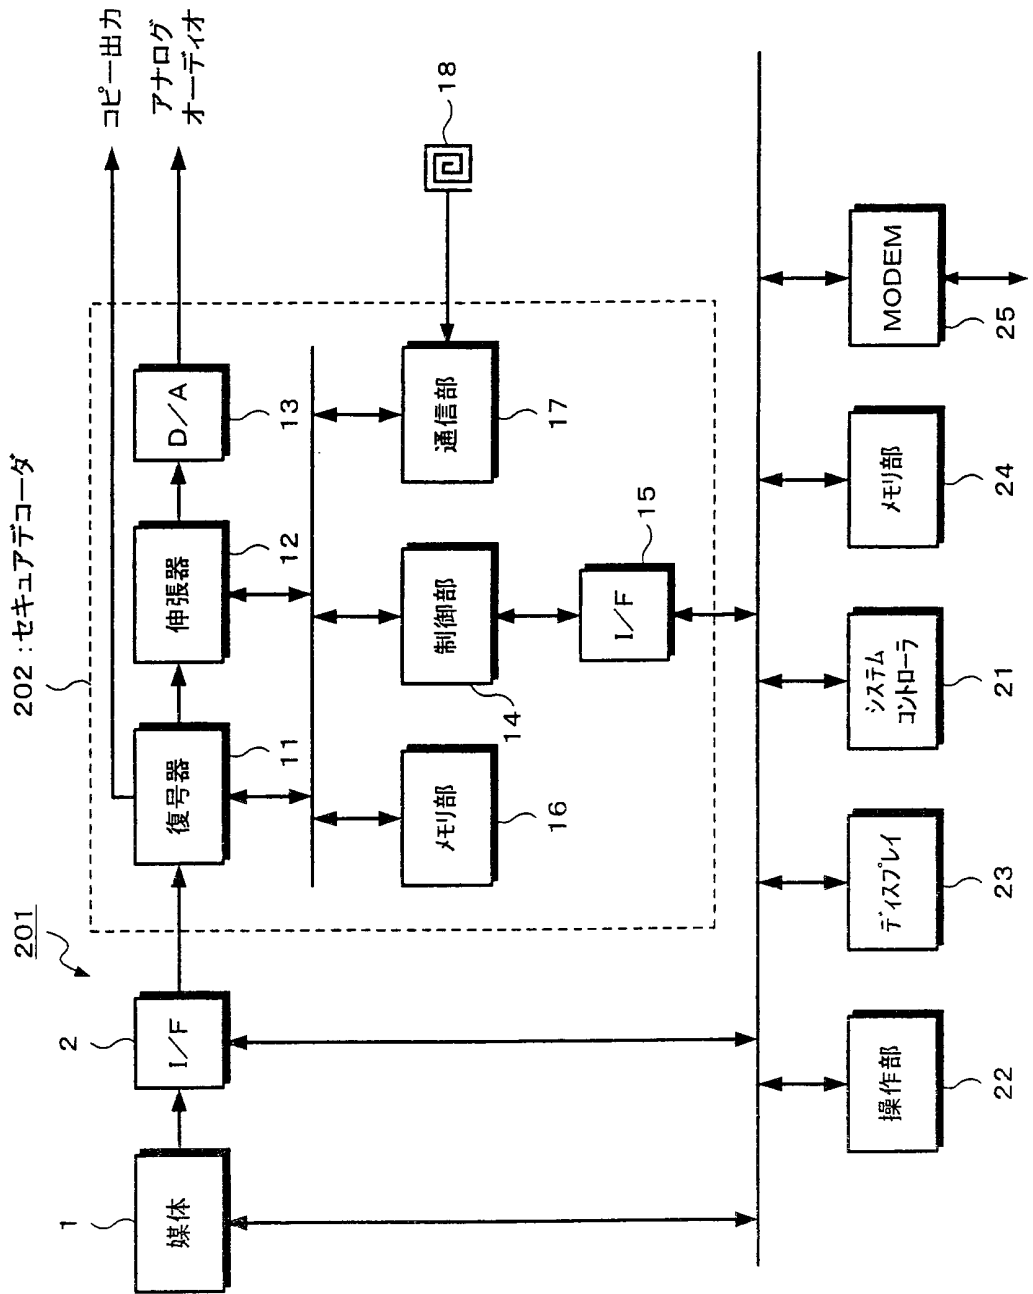 201
202：セキュアデコーダ
コピー出力
アナログ
オーディオ
1
媒体
2
I／F
復号器
11
伸張器
12
D／A
13
メモリ部
16
制御部
14
通信部
17
18
I／F
15
操作部
22
ディスプレイ
23
システム
コントローラ
21
メモリ部
24
MODEM
25